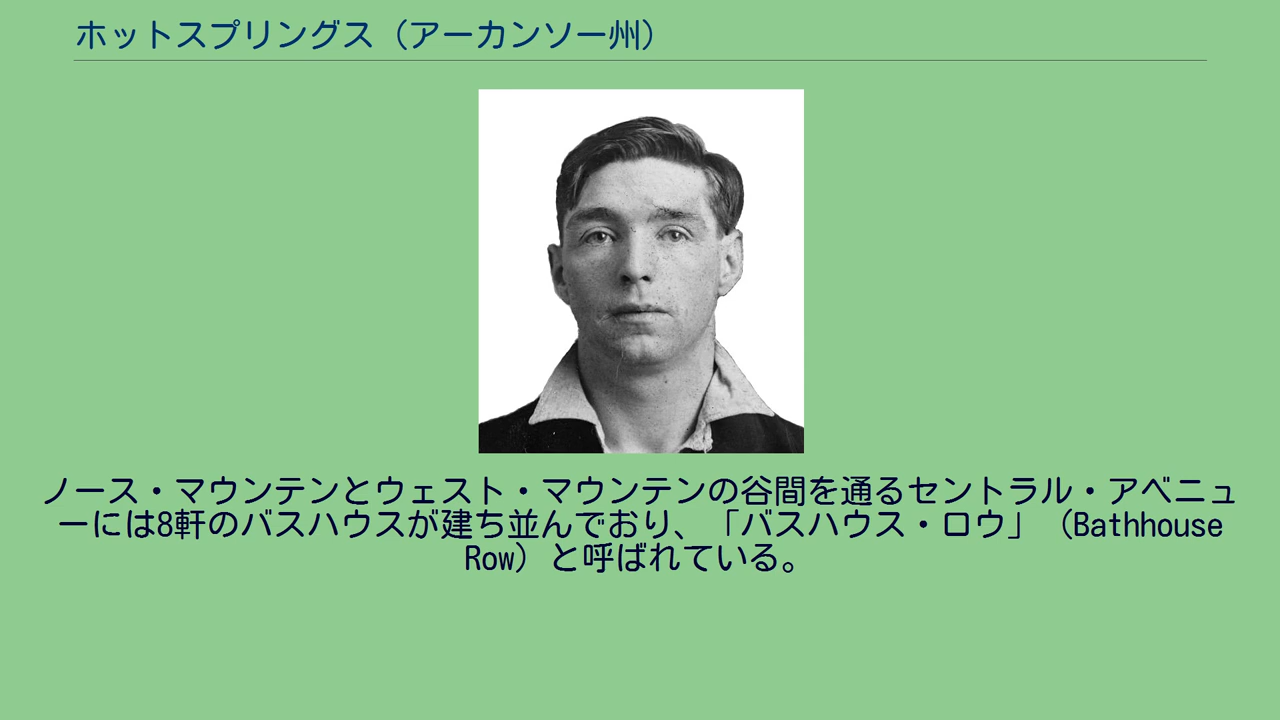 ホットスプリングス（アーカンソー州）
ノース・マウンテンとウェスト・マウンテンの谷間を通るセントラル・アベニュ
ーには8軒のバスハウスが建ち並んでおり、「バスハウス・ロウ」（Bathhouse
Row）と呼ばれている。